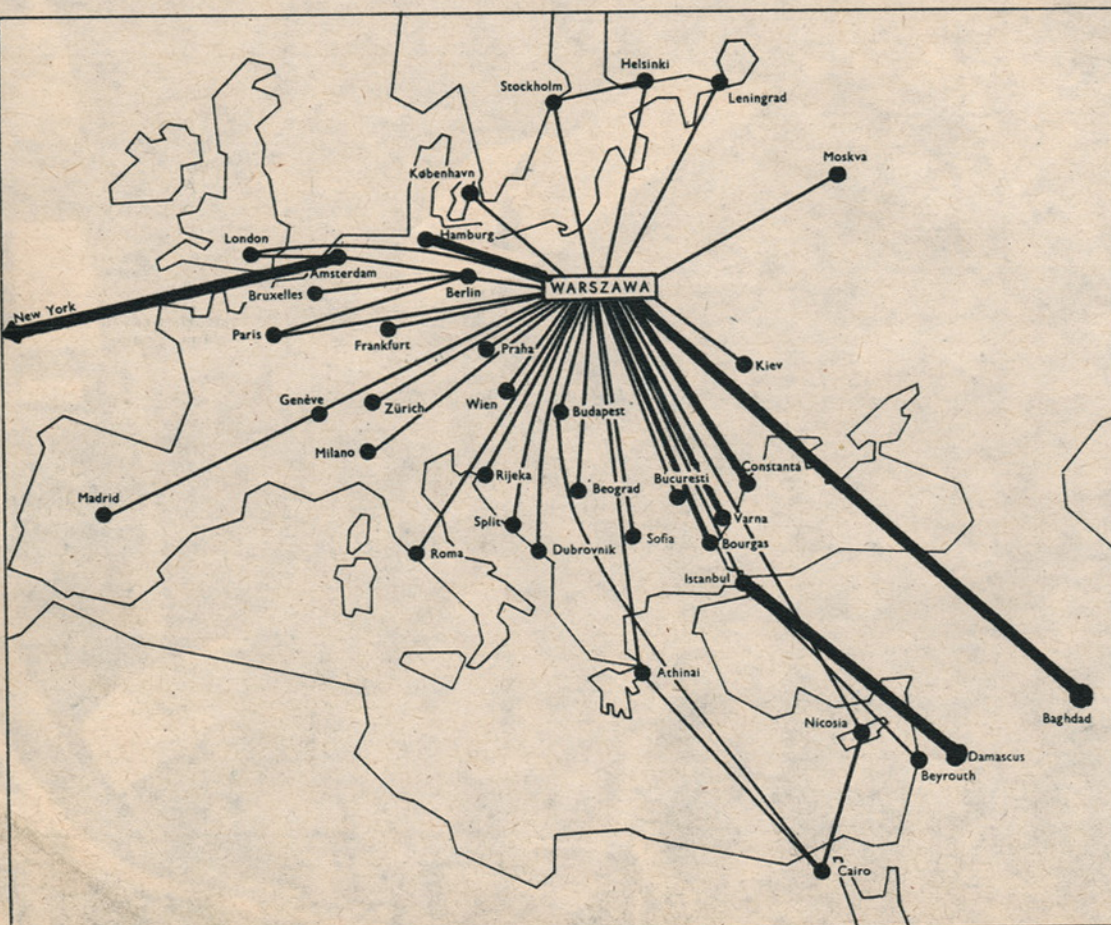 Helsinki
Stockholm
Leningrad
Moskva
København
Hamburg
London
Amsterdam
WARSZAWA
Bruxelles
Berlin
New York
Paris
Frankfurt
Praha
Kiev
Genève
Zürich
Wien
Budapest
Milano
Constanta
Rijeka
Bucuresti
Beograd
Madrid
Varna
Split
Sofia
Bourgas
Roma
Dubrovnik
Istanbul
Athinai
Baghdad
Nicosia
Damascus
Beyrouth
Cairo